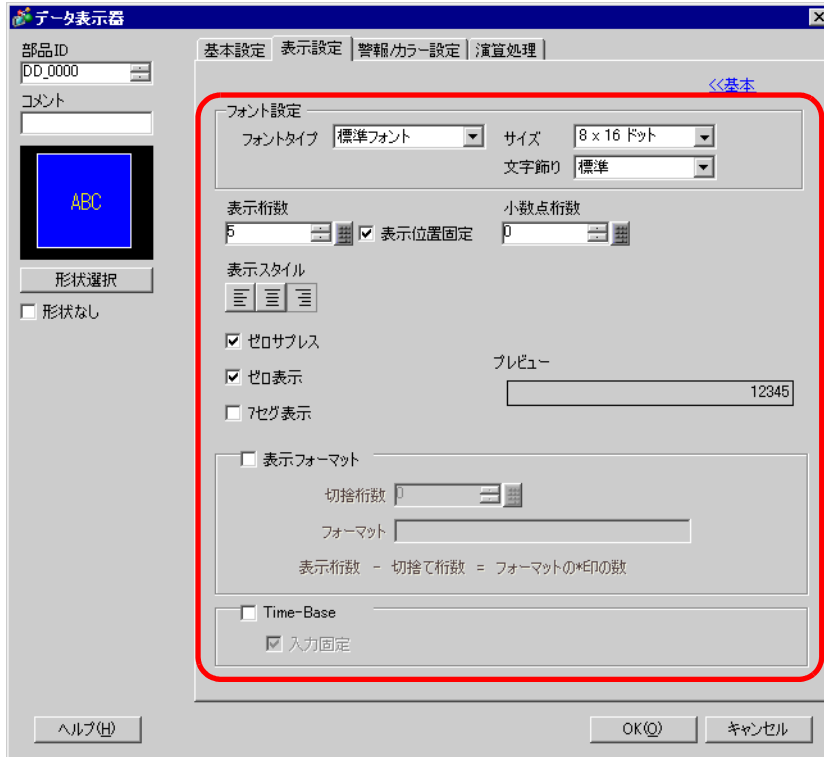 データ表示器
部品ID
DD_0000
コメント
ABC
形状選択
形状なし
基本設定 表示設定 警報/カラー設定 演算処理
<<基本
フォント設定
フォントタイプ 標準フォント サイズ 8 x 16 ドット
文字飾り 標準
表示桁数 小数点桁数
5 表示位置固定 0
表示スタイル
ゼロサプレス
ゼロ表示
7セグ表示
プレビュー
12345
表示フォーマット
切捨桁数 0
フォーマット
表示桁数 - 切捨て桁数 = フォーマットの*印の数
Time-Base
入力固定
ヘルプ(H) OK(O) キャンセル